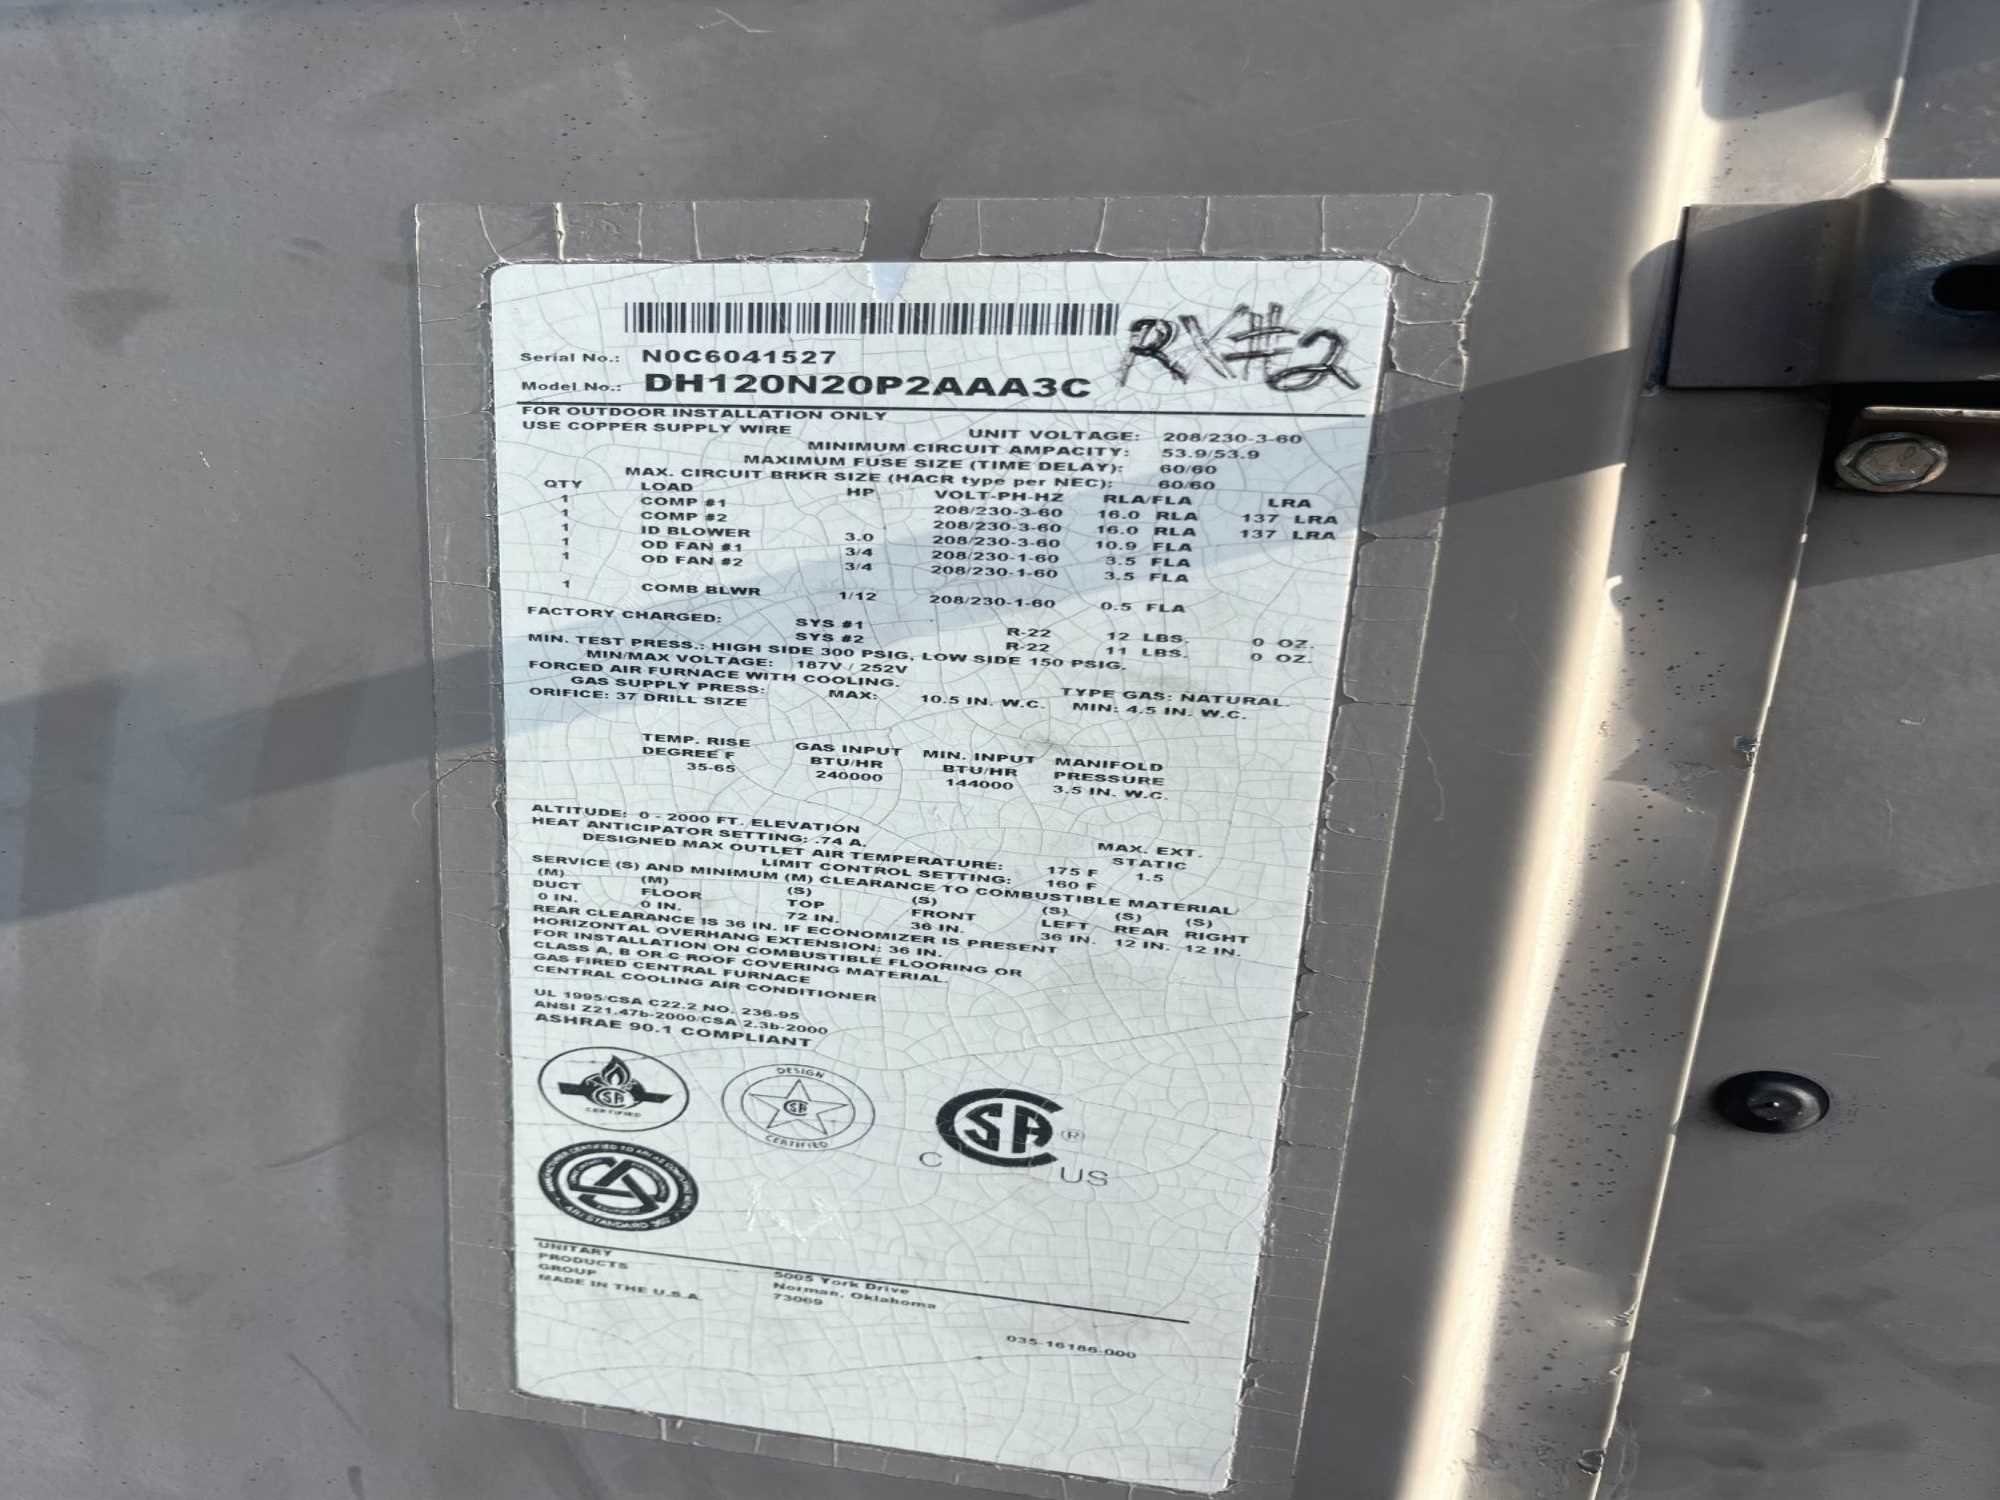 RX#2
Serial No.: N0C6041527
Model No.: DH120N20P2AAA3C
FOR OUTDOOR INSTALLATION ONLY
USE COPPER SUPPLY WIRE
UNIT VOLTAGE: 208/230-3-60
MINIMUM CIRCUIT AMPACITY: 53.9/53.9
MAXIMUM FUSE SIZE (TIME DELAY): 60/60
MAX. CIRCUIT BRKR SIZE (HACR type per NEC): 60/60
QTY LOAD HP VOLT-PH-HZ RLA/FLA LRA
1 COMP #1 208/230-3-60 16.0 RLA 137 LRA
1 COMP #2 208/230-3-60 16.0 RLA 137 LRA
1 ID BLOWER 3.0 208/230-3-60 10.9 FLA
1 OD FAN #1 3/4 208/230-1-60 3.5 FLA
1 OD FAN #2 3/4 208/230-1-60 3.5 FLA
1 COMB BLWR 1/12 208/230-1-60 0.5 FLA
FACTORY CHARGED: SYS #1 R-22 12 LBS. 0 OZ.
SYS #2 R-22 11 LBS. 0 OZ.
MIN. TEST PRESS.: HIGH SIDE 300 PSIG, LOW SIDE 150 PSIG.
MIN/MAX VOLTAGE: 187V / 252V
FORCED AIR FURNACE WITH COOLING. TYPE GAS: NATURAL.
GAS SUPPLY PRESS: MAX: 10.5 IN. W.C. MIN: 4.5 IN. W.C.
ORIFICE: 37 DRILL SIZE
TEMP. RISE GAS INPUT MIN. INPUT MANIFOLD
DEGREE F BTU/HR BTU/HR PRESSURE
35-65 240000 144000 3.5 IN. W.C.
ALTITUDE: 0 - 2000 FT. ELEVATION
HEAT ANTICIPATOR SETTING: .74 A. MAX. EXT.
DESIGNED MAX OUTLET AIR TEMPERATURE: 175 F STATIC
LIMIT CONTROL SETTING: 160 F 1.5
SERVICE (S) AND MINIMUM (M) CLEARANCE TO COMBUSTIBLE MATERIAL/
(M) (M) (S) (S) (S) (S) (S)
DUCT FLOOR TOP FRONT LEFT REAR RIGHT
0 IN. 0 IN. 72 IN. 36 IN. 36 IN. 12 IN. 12 IN.
REAR CLEARANCE IS 36 IN. IF ECONOMIZER IS PRESENT
HORIZONTAL OVERHANG EXTENSION: 36 IN.
FOR INSTALLATION ON COMBUSTIBLE FLOORING OR
CLASS A, B OR C ROOF COVERING MATERIAL.
GAS FIRED CENTRAL FURNACE
CENTRAL COOLING AIR CONDITIONER
UL 1995/CSA C22.2 NO. 236-95
ANSI Z21.47b-2000/CSA 2.3b-2000
ASHRAE 90.1 COMPLIANT
CERTIFIED
DESIGN
CERTIFIED
C SA ® US
ARI STANDARD
UNITARY
PRODUCTS
GROUP
MADE IN THE U.S.A.
5005 York Drive
Norman, Oklahoma
73069
035-16186-000